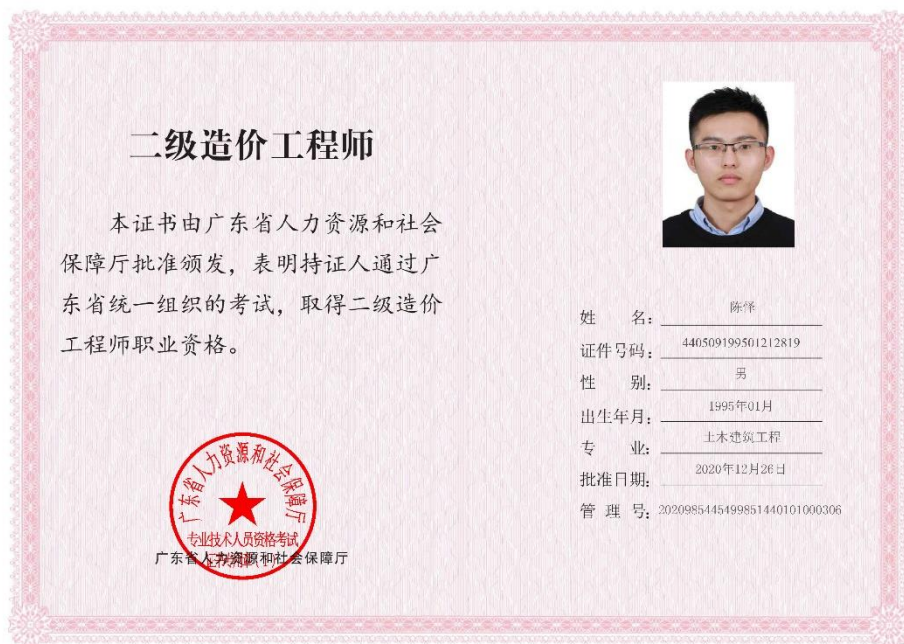 二级造价工程师
本证书由广东省人力资源和社会
保障厅批准颁发，表明持证人通过广
东省统一组织的考试，取得二级造价
工程师职业资格。
广东省人力资源和社会保障厅
专业技术人员资格考试
广东省人力资源和社会保障厅
姓 名： 陈怿
证件号码： 440509199501212819
性 别： 男
出生年月： 1995年01月
专 业： 土木建筑工程
批准日期： 2020年12月26日
管 理 号： 2020985445499851440101000306